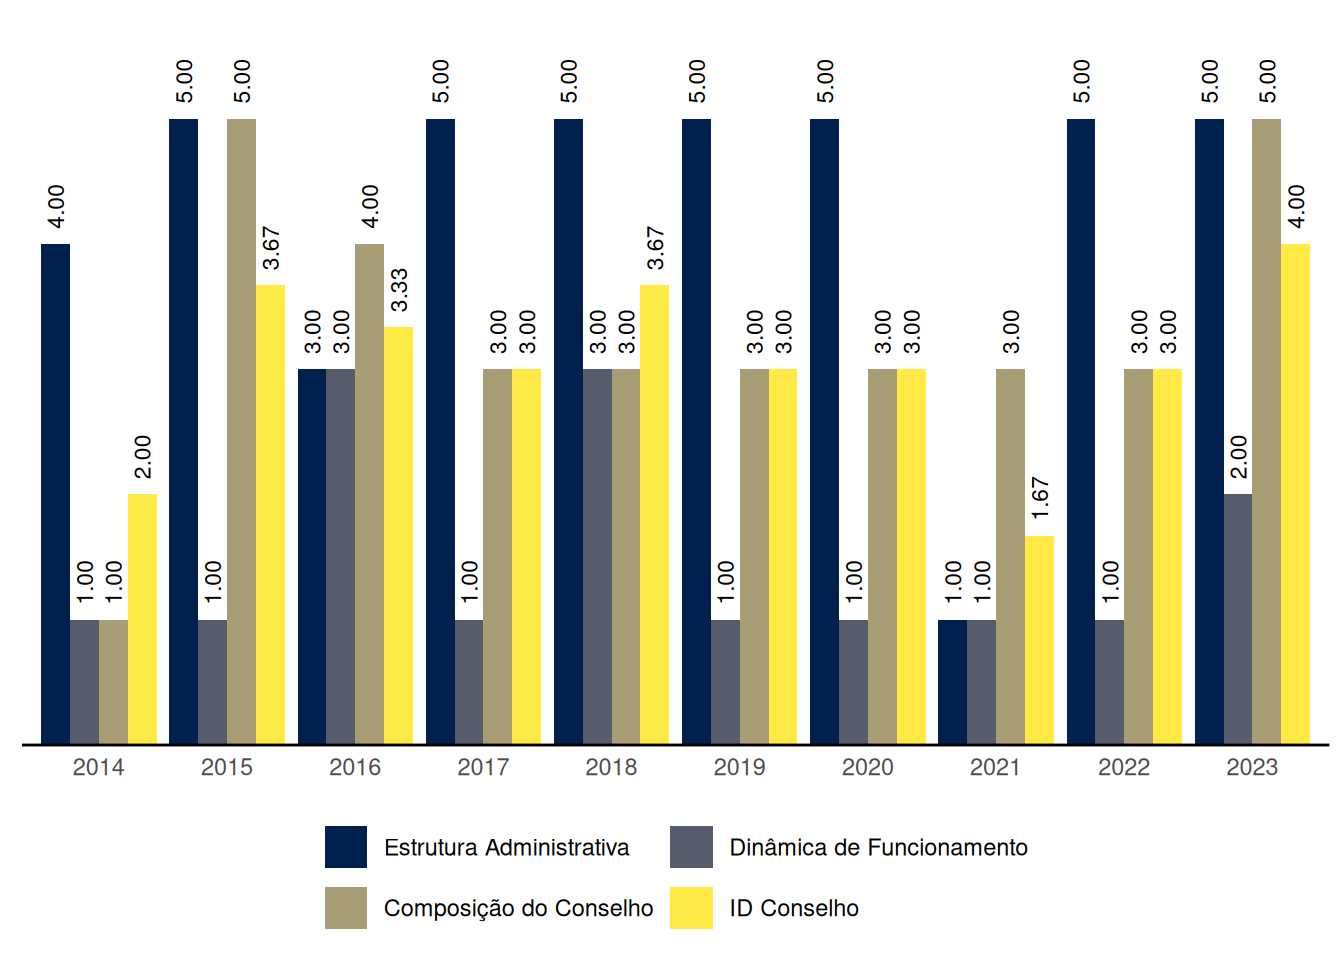 5.00 5.00 5.00 5.00 5.00 5.00 5.00 5.00 5.00
4.00 4.00 4.00
3.67 3.67
3.33
3.00 3.00 3.00 3.00 3.00 3.00 3.00 3.00 3.00 3.00 3.00 3.00 3.00
2.00 2.00
1.67
1.00 1.00 1.00 1.00 1.00 1.00 1.00 1.00 1.00
2014 2015 2016 2017 2018 2019 2020 2021 2022 2023
Estrutura Administrativa Dinâmica de Funcionamento
Composição do Conselho ID Conselho